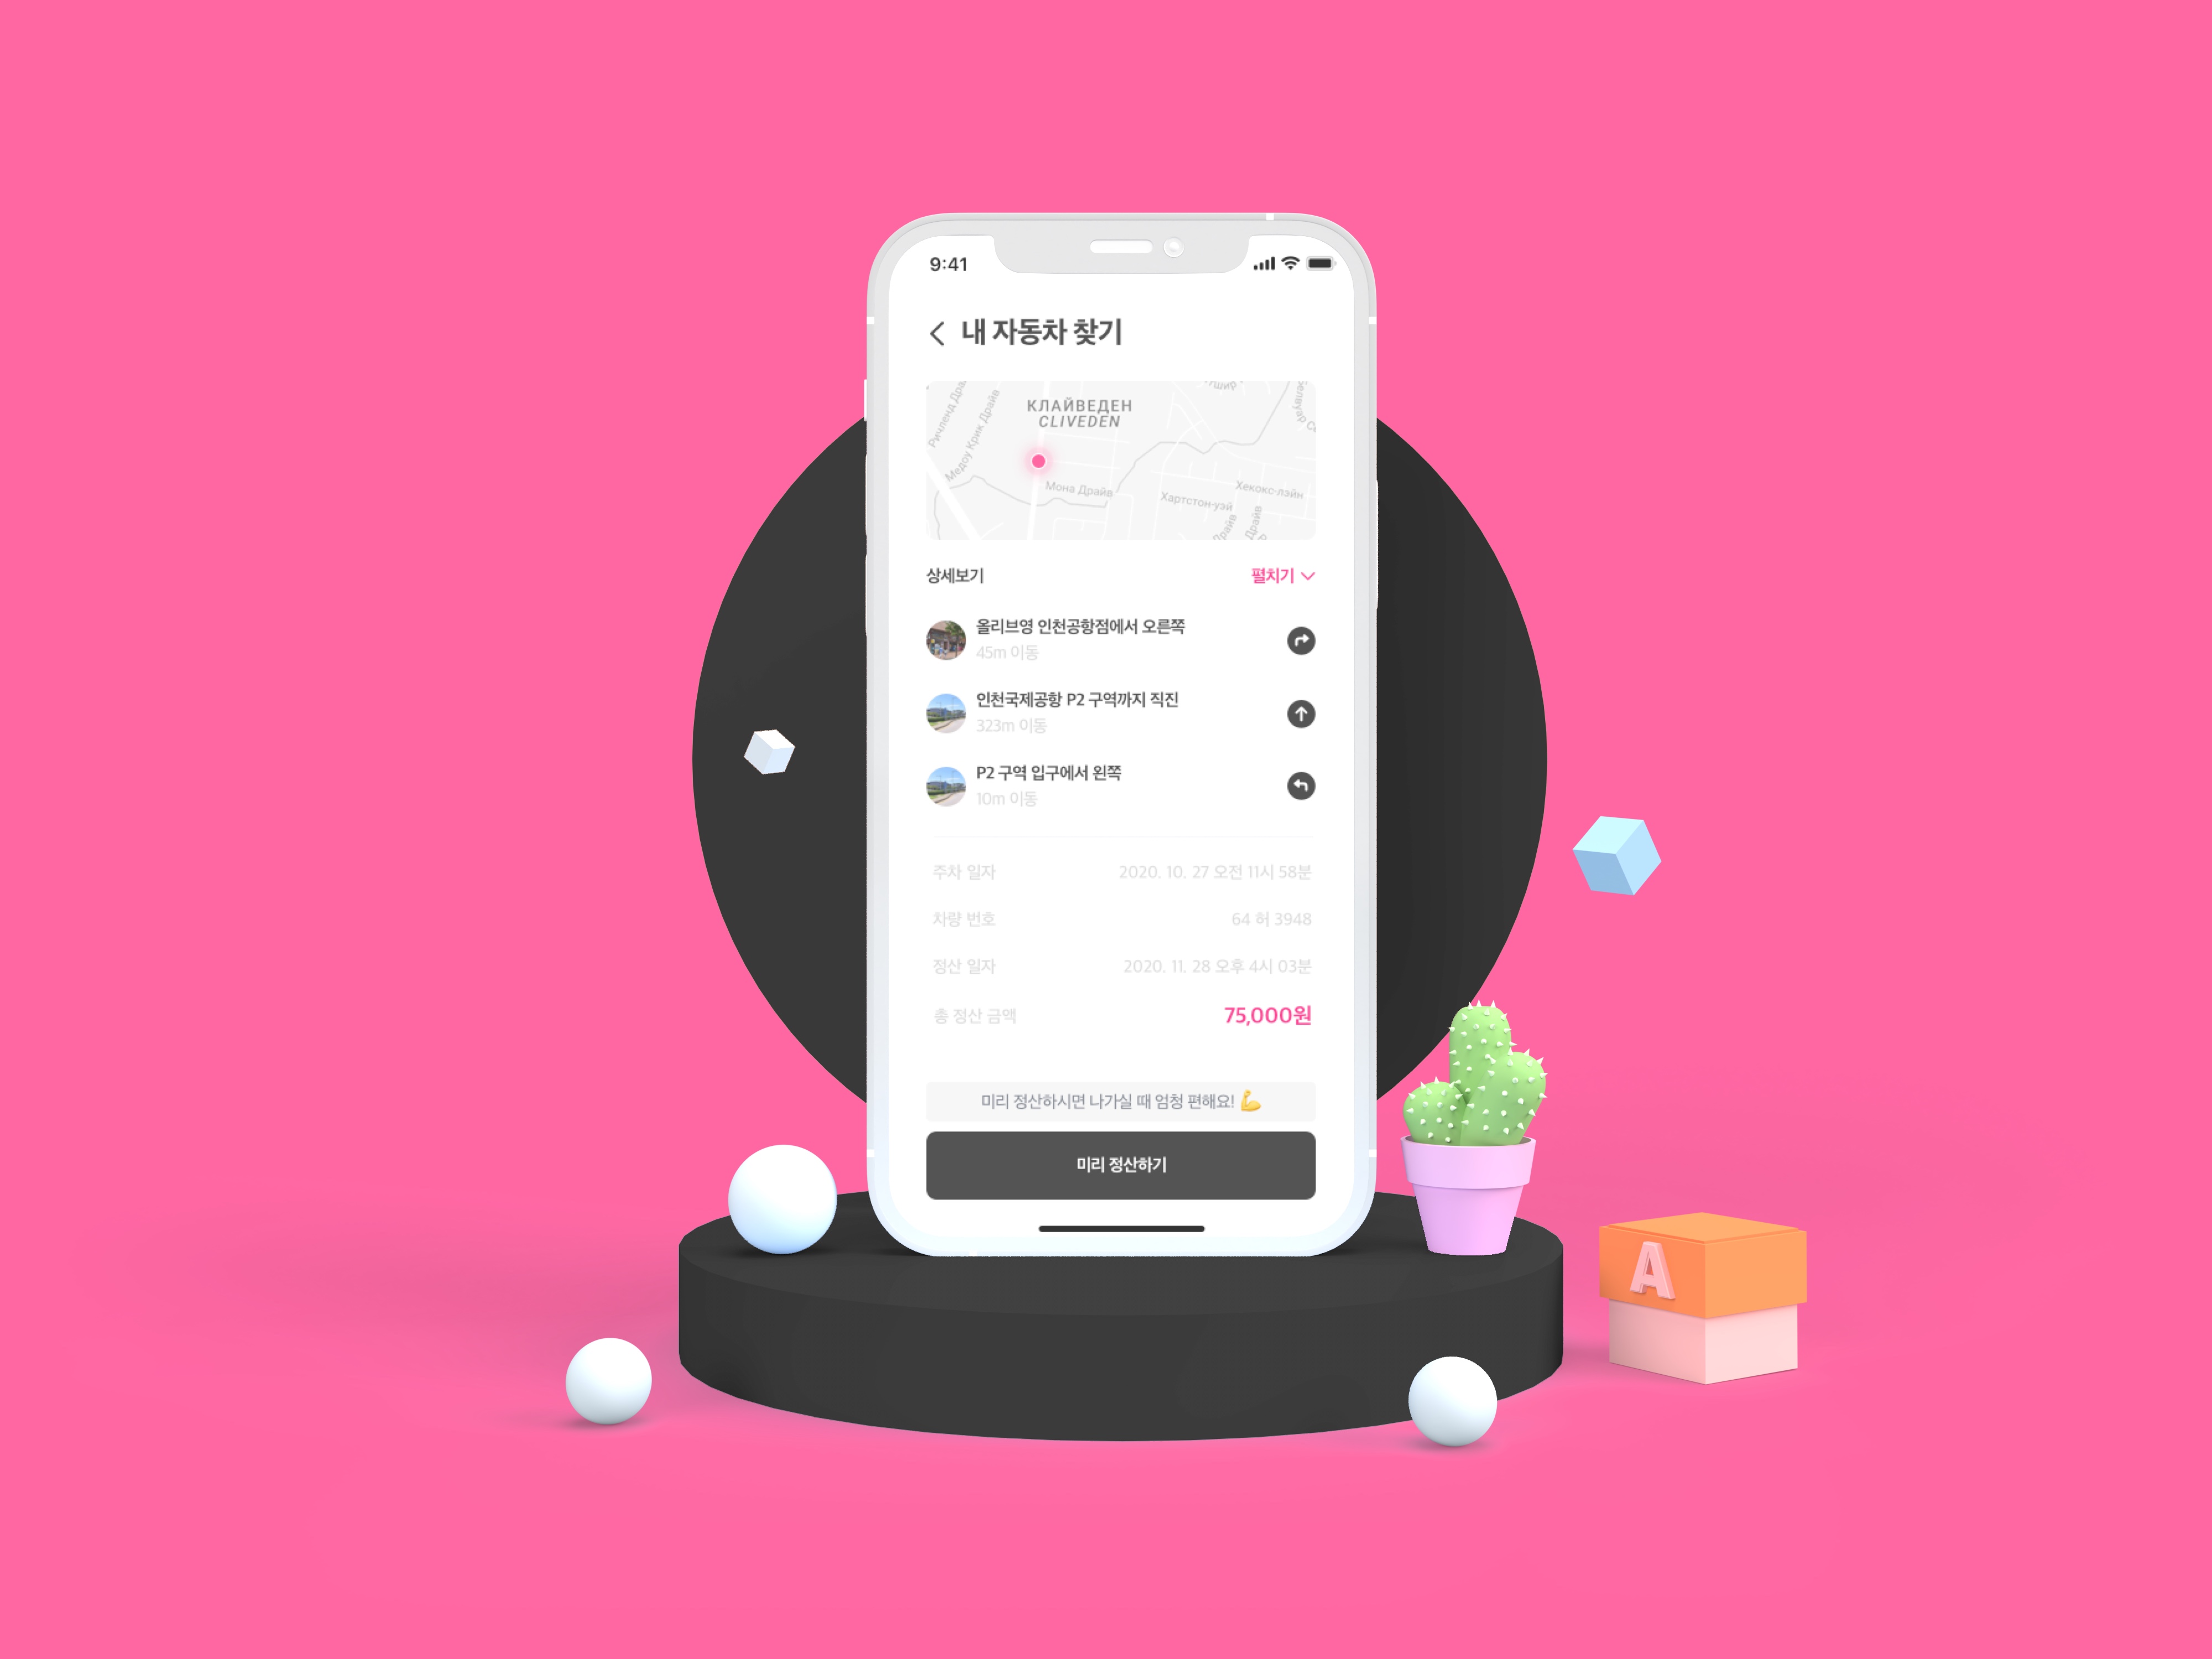 9:41
내 자동차 찾기
Ричленд Дра
Медоу Крик Драйв
КЛАЙВЕДЕН
CLIVEDEN
Мона Драйв
Хартстон-уэй
Хекокс-лэйн
Драйв
상세보기
펼치기
올리브영 인천공항점에서 오른쪽
45m 이동
인천국제공항 P2 구역까지 직진
323m 이동
P2 구역 입구에서 왼쪽
10m 이동
주차 일자 2020. 10. 27 오전 11시 58분
차량 번호 64 허 3948
정산 일자 2020. 11. 28 오후 4시 03분
총 정산 금액 75,000원
미리 정산하시면 나가실 때 엄청 편해요! 💪
미리 정산하기
A